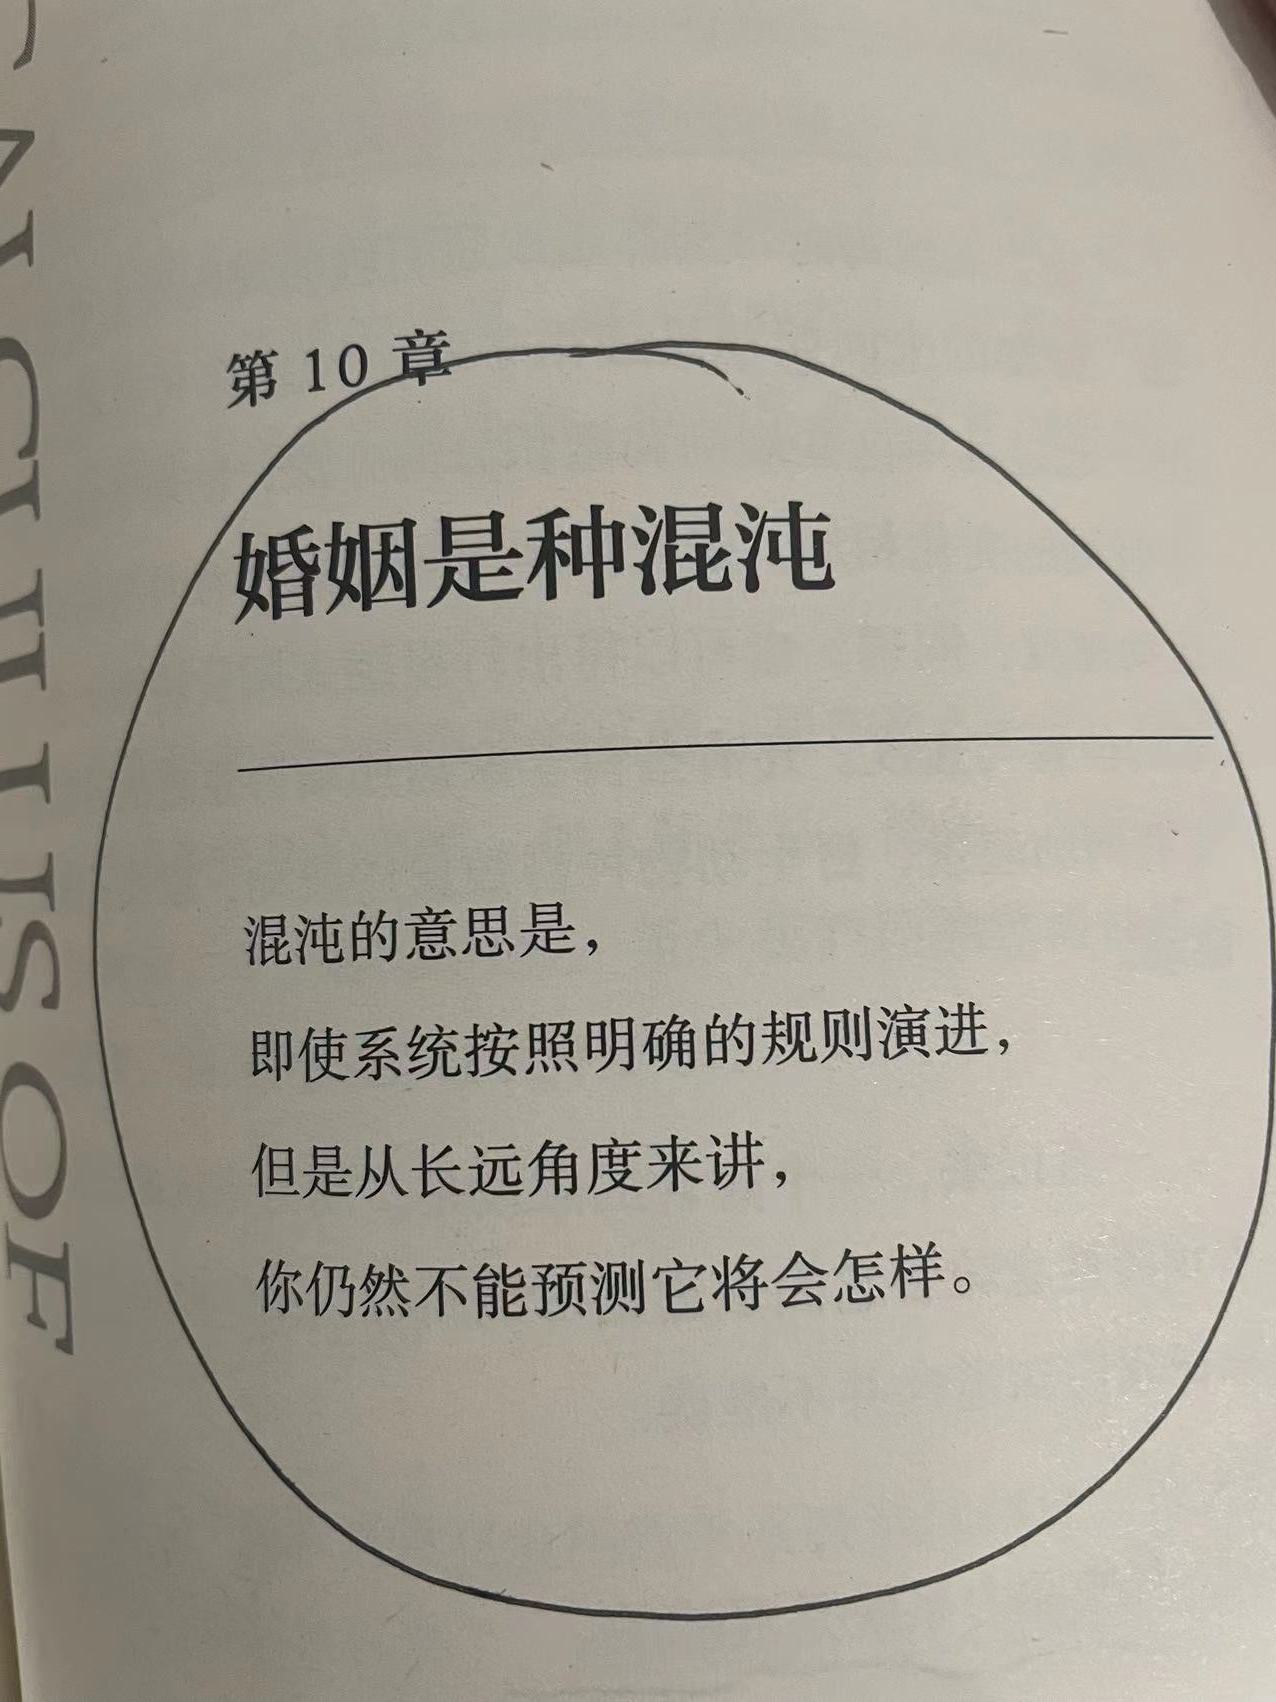 第 10 章
婚姻是种混沌
混沌的意思是，
即使系统按照明确的规则演进，
但是从长远角度来讲，
你仍然不能预测它将会怎样。
OF